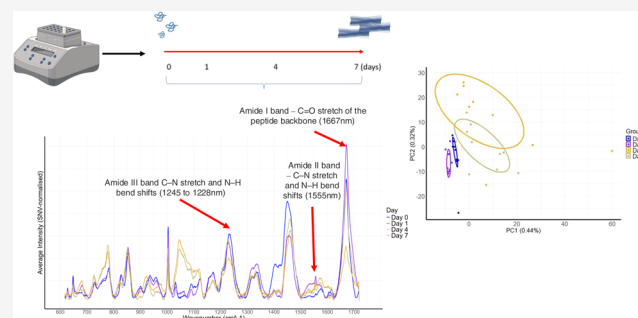 0 1 4 7 (days)
Amide I band – C=O stretch of the
peptide backbone (1667nm)
Amide II band
– C–N stretch
and N–H bend
shifts (1555nm)
Amide III band C–N stretch and N–H
bend shifts (1245 to 1228nm)
Average Intensity (SNV-normalised)
600 700 800 900 1000 1100 1200 1300 1400 1500 1600 1700
Day
Day 0
Day 1
Day 4
Day 7
PC2 (0.32%)
30
20
10
0
-10
-20
0 20 40 60
PC1 (0.44%)